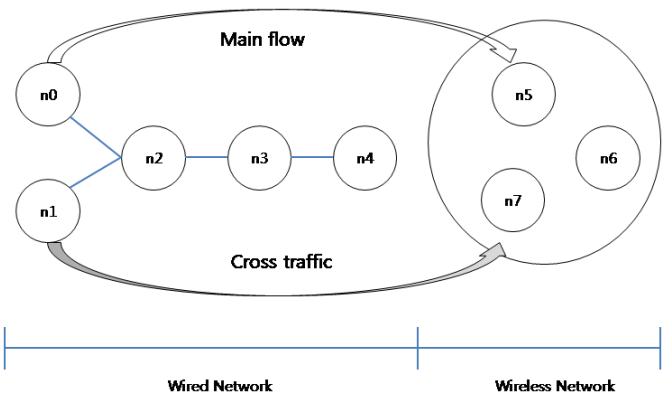 Main flow
n0
n5
n2
n3
n4
n6
n7
n1
Cross traffic
Wired Network
Wireless Network